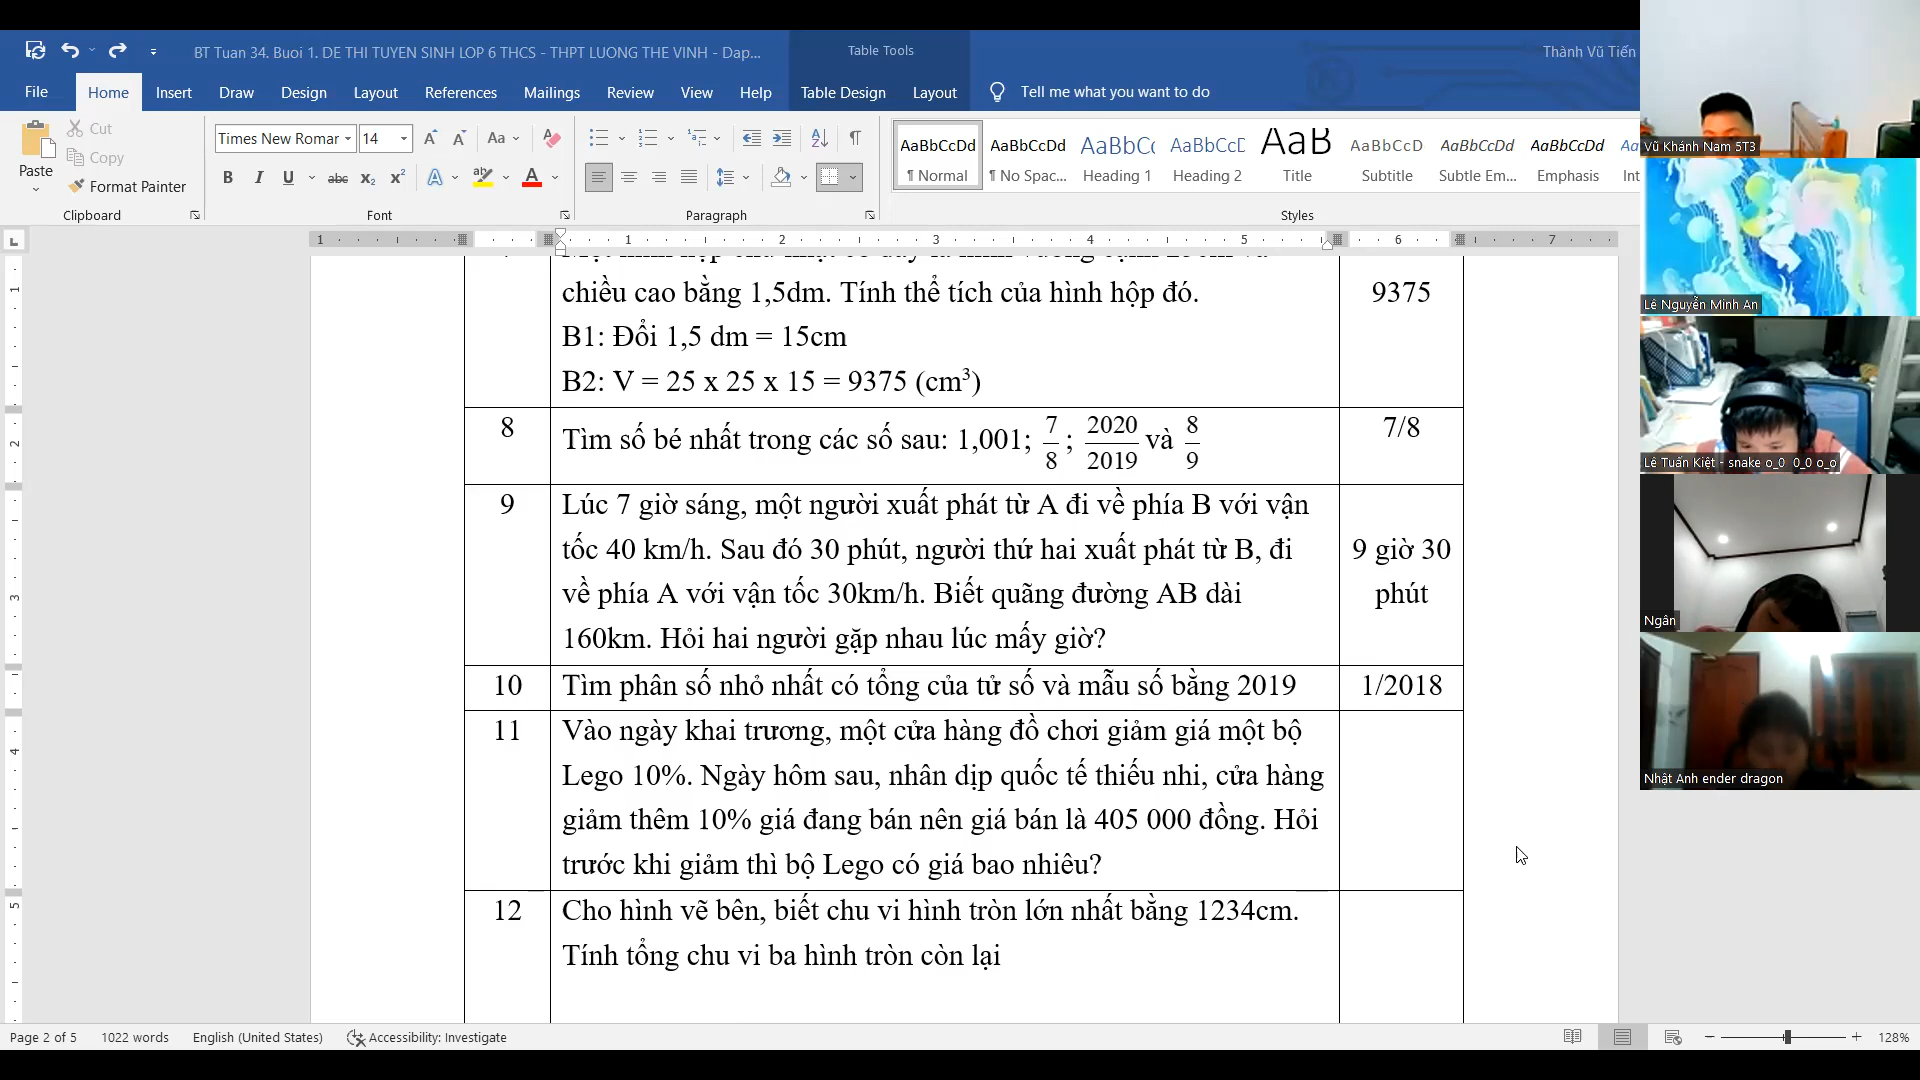 BT Tuan 34. Buoi 1. DE THI TUYEN SINH LOP 6 THCS - THPT LUONG THE VINH - Dap...
Table Tools
Thành Vũ Tiến
File Home Insert Draw Design Layout References Mailings Review View Help Table Design Layout Tell me what you want to do
Paste
Cut
Copy
Format Painter
Clipboard
Times New Romar 14
Font
Paragraph
AaBbCcDd AaBbCcDd AaBbCc AaBbCcD AaB AaBbCcD AaBbCcDd AaBbCcDd
¶ Normal ¶ No Spac... Heading 1 Heading 2 Title Subtitle Subtle Em... Emphasis Int
Styles
1 1 2 3 4 5 6 7
chiều cao bằng 1,5dm. Tính thể tích của hình hộp đó.
9375
B1: Đổi 1,5 dm = 15cm
B2: V = 25 x 25 x 15 = 9375 (cm³)
8 Tìm số bé nhất trong các số sau: 1,001; 7/8 ; 2020/2019 và 8/9 7/8
9 Lúc 7 giờ sáng, một người xuất phát từ A đi về phía B với vận
tốc 40 km/h. Sau đó 30 phút, người thứ hai xuất phát từ B, đi
về phía A với vận tốc 30km/h. Biết quãng đường AB dài
160km. Hỏi hai người gặp nhau lúc mấy giờ?
9 giờ 30
phút
10 Tìm phân số nhỏ nhất có tổng của tử số và mẫu số bằng 2019 1/2018
11 Vào ngày khai trương, một cửa hàng đồ chơi giảm giá một bộ
Lego 10%. Ngày hôm sau, nhân dịp quốc tế thiếu nhi, cửa hàng
giảm thêm 10% giá đang bán nên giá bán là 405 000 đồng. Hỏi
trước khi giảm thì bộ Lego có giá bao nhiêu?
12 Cho hình vẽ bên, biết chu vi hình tròn lớn nhất bằng 1234cm.
Tính tổng chu vi ba hình tròn còn lại
Page 2 of 5 1022 words English (United States) Accessibility: Investigate 128%
Vũ Khánh Nam 5T3
Lê Nguyễn Minh An
Lê Tuấn Kiệt - snake o_0 0_0 o_o
Ngân
Nhật Anh ender dragon